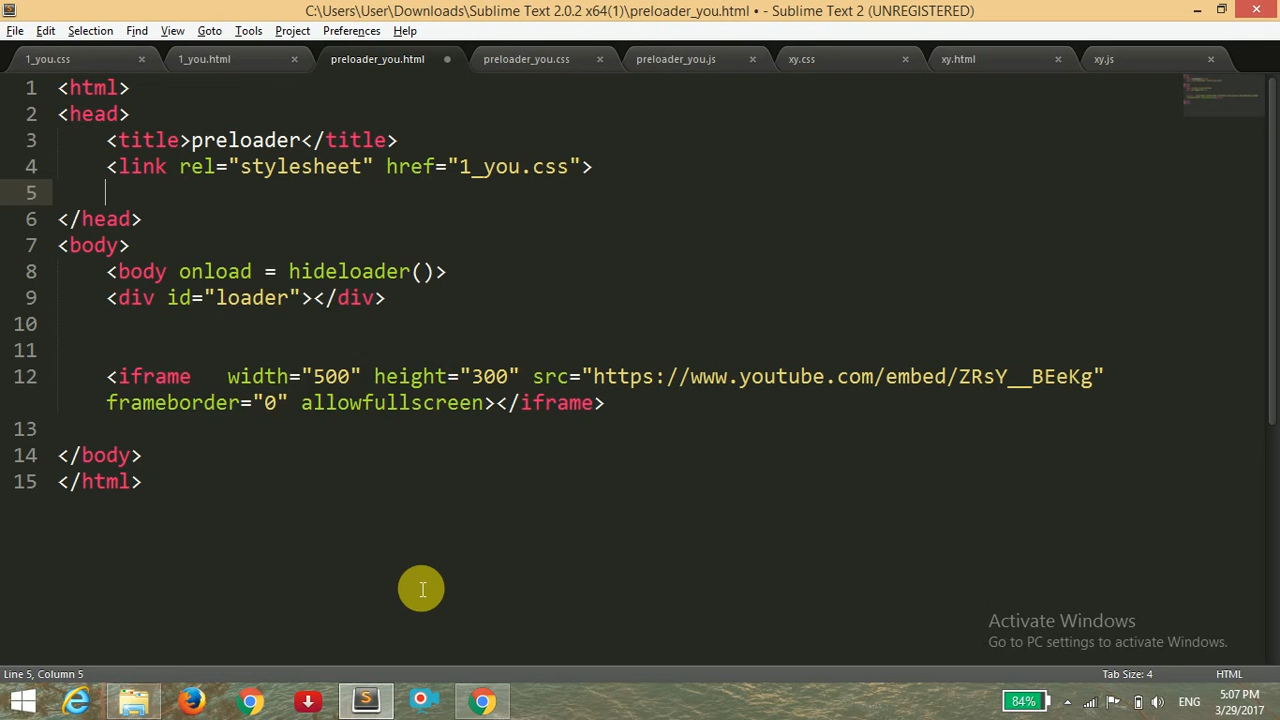 C:\Users\User\Downloads\Sublime Text 2.0.2 x64(1)\preloader_you.html • - Sublime Text 2 (UNREGISTERED)
File Edit Selection Find View Goto Tools Project Preferences Help
1_you.css 1_you.html preloader_you.html preloader_you.css preloader_you.js xy.css xy.html xy.js
1 <html>
2 <head>
3 <title>preloader</title>
4 <link rel="stylesheet" href="1_you.css">
5
6 </head>
7 <body>
8 <body onload = hideloader()>
9 <div id="loader"></div>
10
11
12 <iframe width="500" height="300" src="https://www.youtube.com/embed/ZRsY__BEeKg"
frameborder="0" allowfullscreen></iframe>
13
14 </body>
15 </html>
Activate Windows
Go to PC settings to activate Windows.
Line 5, Column 5 Tab Size: 4 HTML
84% ENG 5:07 PM
3/29/2017